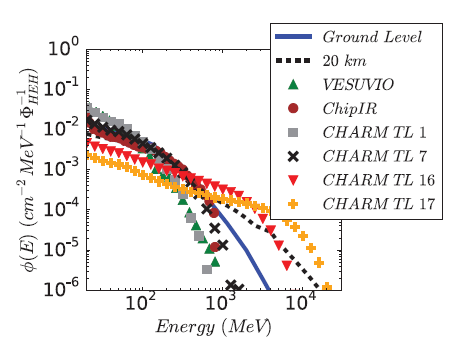 Ground Level
20 km
VESUVIO
ChipIR
CHARM TL 1
CHARM TL 7
CHARM TL 16
CHARM TL 17
10^0
10^-1
10^-2
10^-3
10^-4
10^-5
10^-6
ϕ(E) (cm^-2 MeV^-1 Φ_HEH^-1)
10^2 10^3 10^4
Energy (MeV)